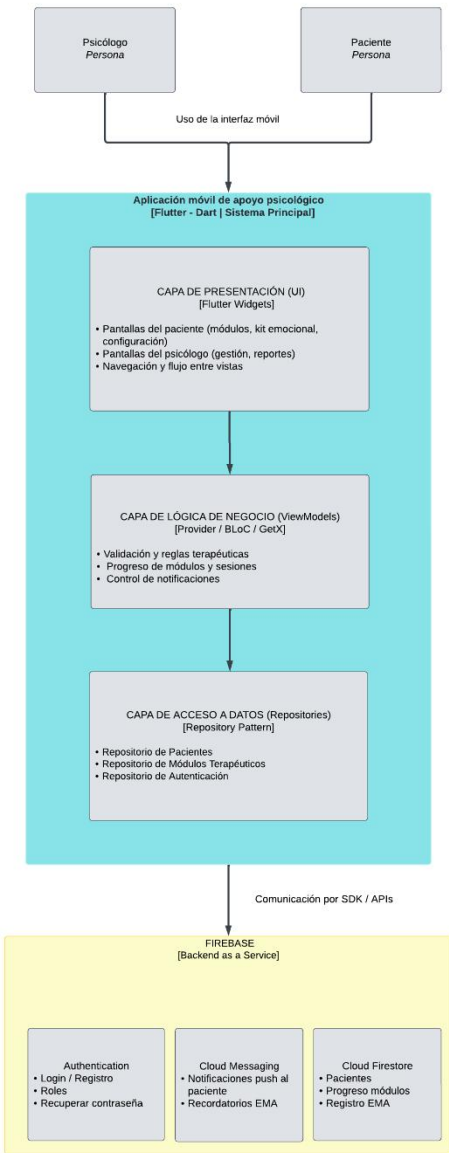 Psicólogo
Persona
Paciente
Persona
Uso de la interfaz móvil
Aplicación móvil de apoyo psicológico
[Flutter - Dart | Sistema Principal]
CAPA DE PRESENTACIÓN (UI)
[Flutter Widgets]
• Pantallas del paciente (módulos, kit emocional,
configuración)
• Pantallas del psicólogo (gestión, reportes)
• Navegación y flujo entre vistas
CAPA DE LÓGICA DE NEGOCIO (ViewModels)
[Provider / BLoC / GetX]
• Validación y reglas terapéuticas
• Progreso de módulos y sesiones
• Control de notificaciones
CAPA DE ACCESO A DATOS (Repositories)
[Repository Pattern]
• Repositorio de Pacientes
• Repositorio de Módulos Terapéuticos
• Repositorio de Autenticación
Comunicación por SDK / APIs
FIREBASE
[Backend as a Service]
Authentication
• Login / Registro
• Roles
• Recuperar contraseña
Cloud Messaging
• Notificaciones push al
paciente
• Recordatorios EMA
Cloud Firestore
• Pacientes
• Progreso módulos
• Registro EMA